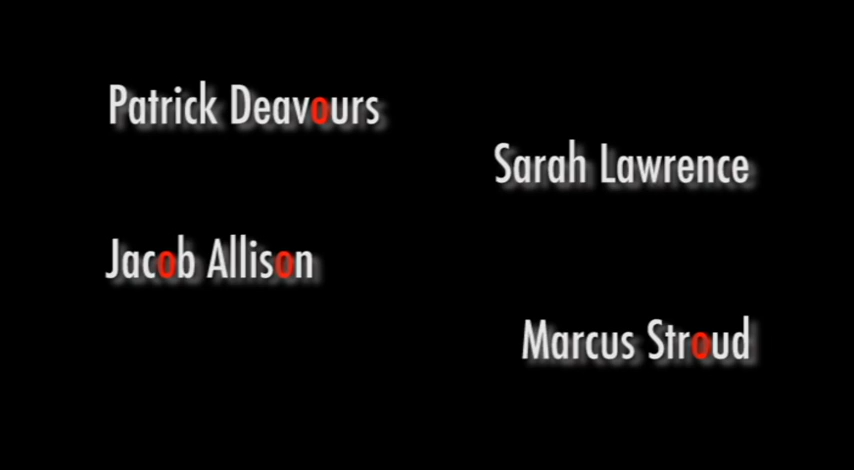 Patrick Deavours
Sarah Lawrence
Jacob Allison
Marcus Stroud